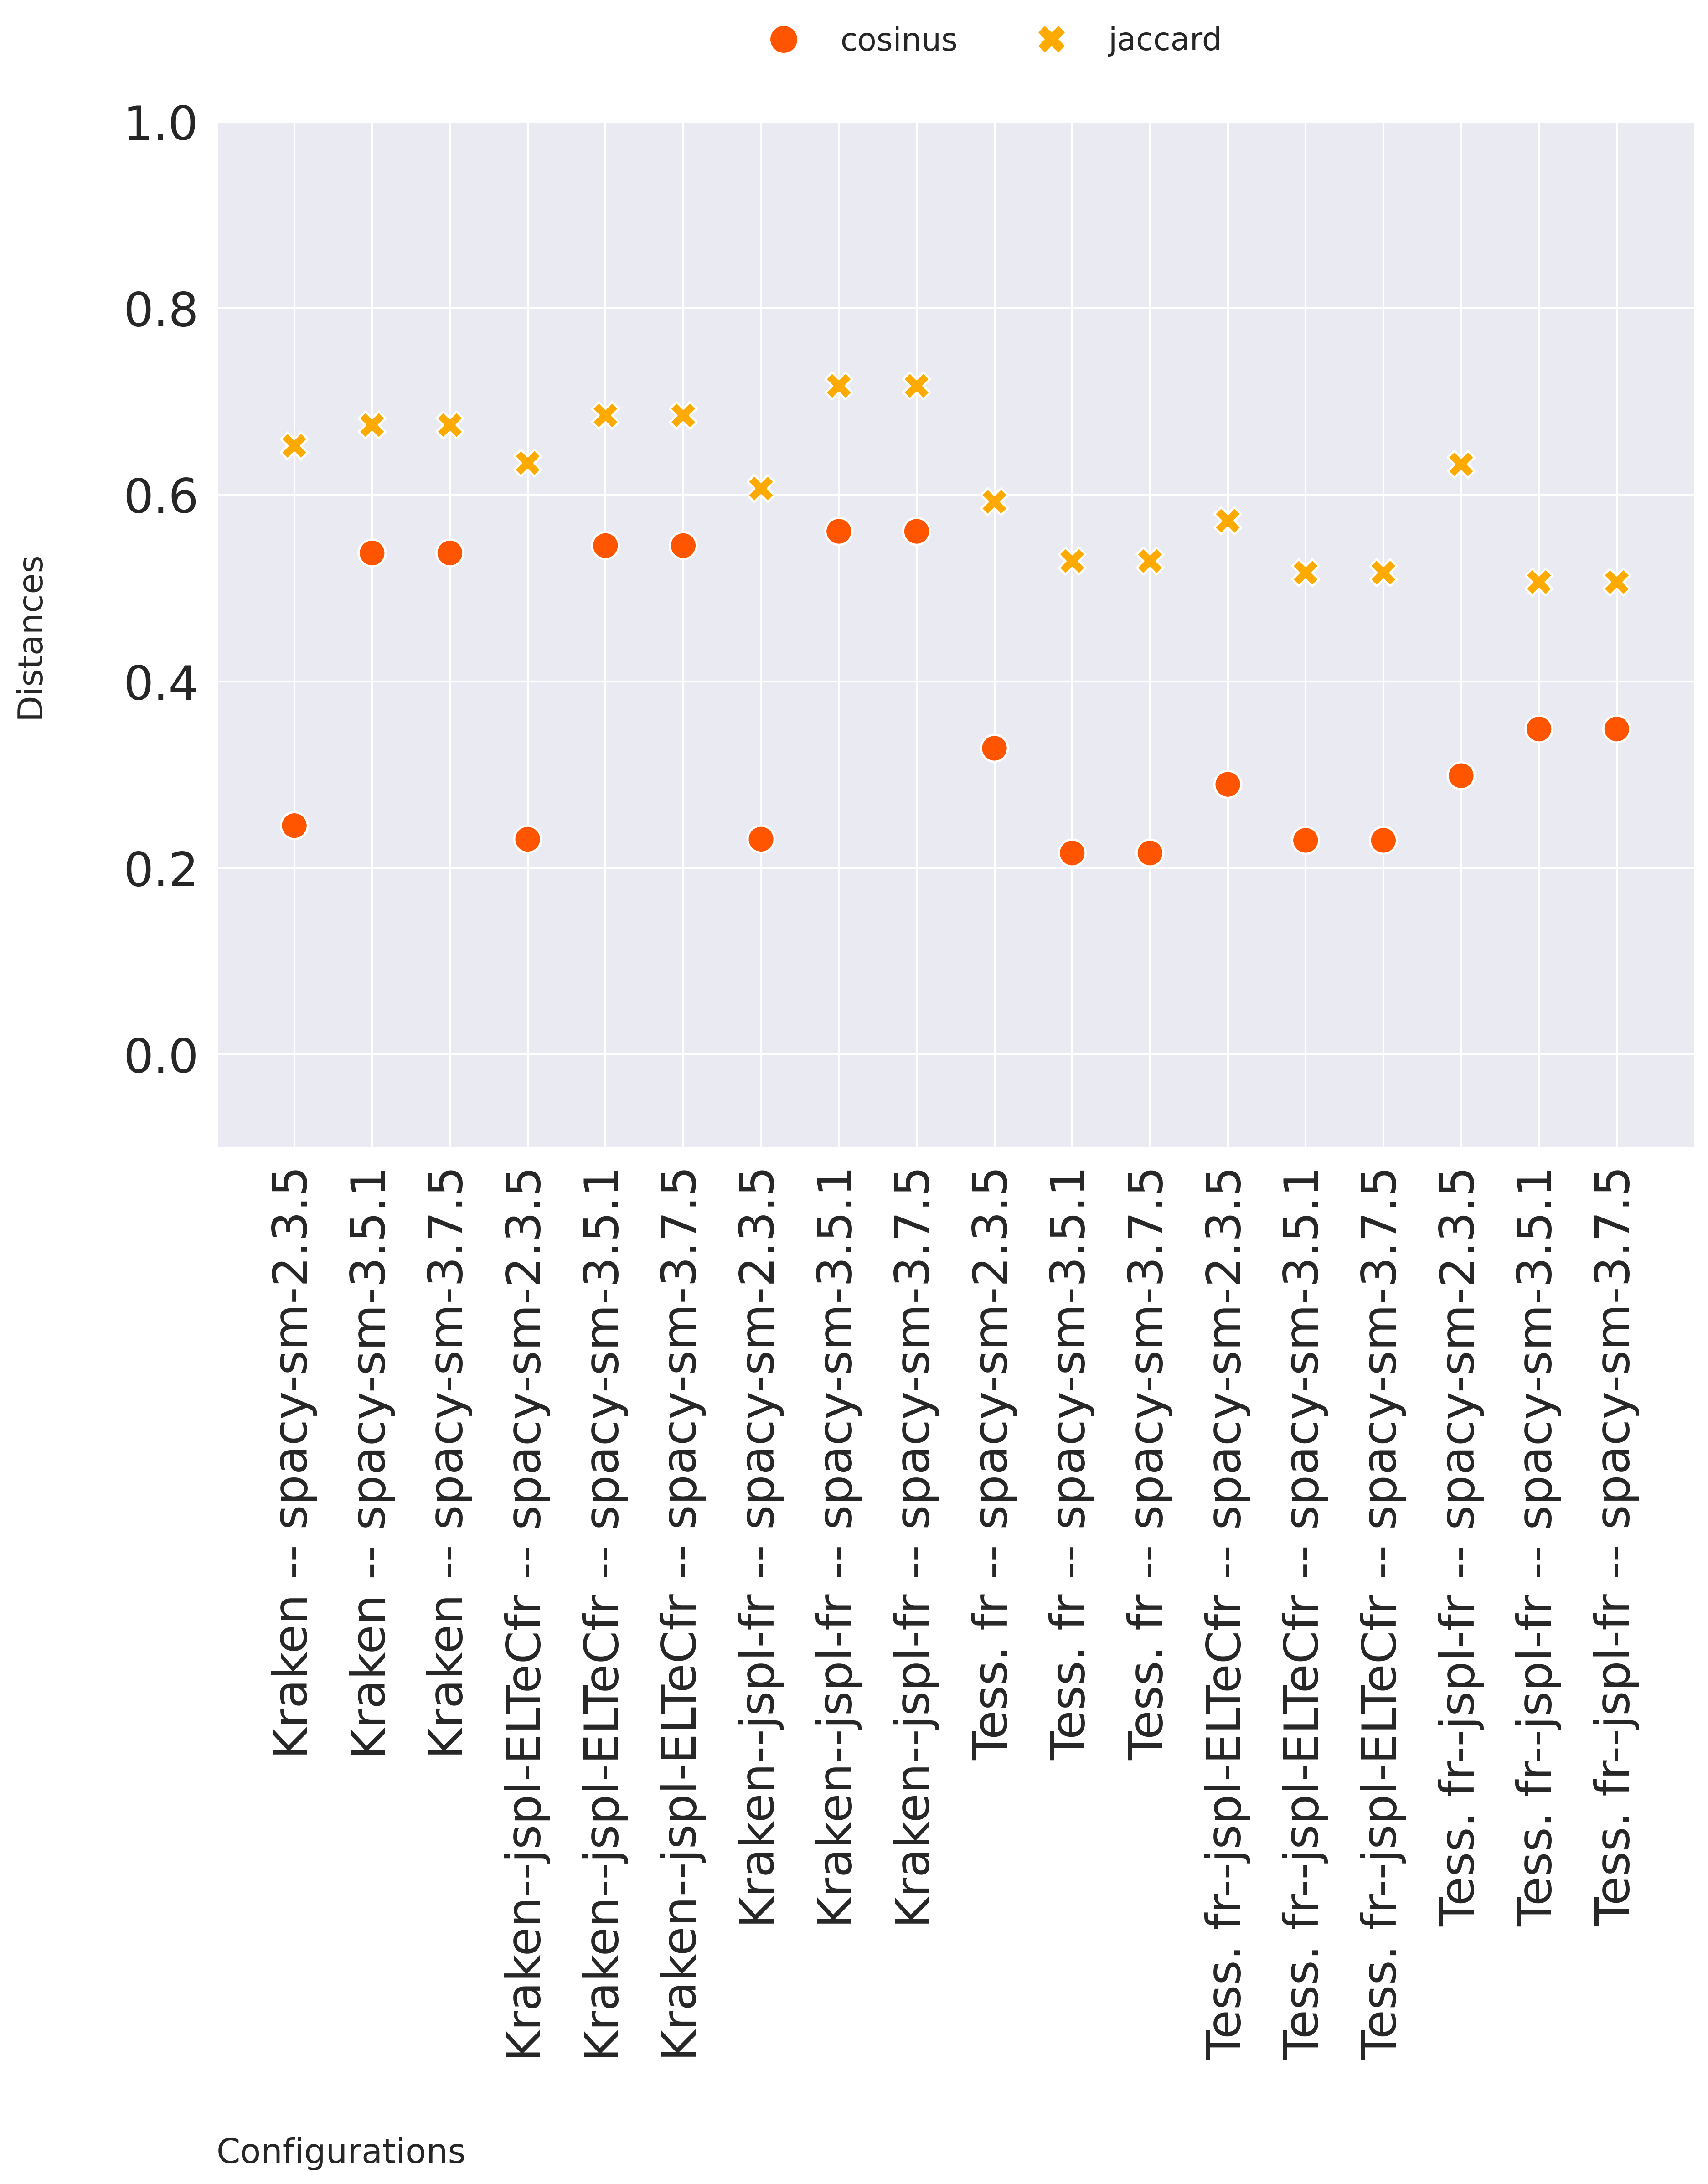 cosinus jaccard
1.0
0.8
0.6
0.4
0.2
0.0
Distances
Kraken -- spacy-sm-2.3.5
Kraken -- spacy-sm-3.5.1
Kraken -- spacy-sm-3.7.5
Kraken--jspl-ELTeCfr -- spacy-sm-2.3.5
Kraken--jspl-ELTeCfr -- spacy-sm-3.5.1
Kraken--jspl-ELTeCfr -- spacy-sm-3.7.5
Kraken--jspl-fr -- spacy-sm-2.3.5
Kraken--jspl-fr -- spacy-sm-3.5.1
Kraken--jspl-fr -- spacy-sm-3.7.5
Tess. fr -- spacy-sm-2.3.5
Tess. fr -- spacy-sm-3.5.1
Tess. fr -- spacy-sm-3.7.5
Tess. fr--jspl-ELTeCfr -- spacy-sm-2.3.5
Tess. fr--jspl-ELTeCfr -- spacy-sm-3.5.1
Tess. fr--jspl-ELTeCfr -- spacy-sm-3.7.5
Tess. fr--jspl-fr -- spacy-sm-2.3.5
Tess. fr--jspl-fr -- spacy-sm-3.5.1
Tess. fr--jspl-fr -- spacy-sm-3.7.5
Configurations